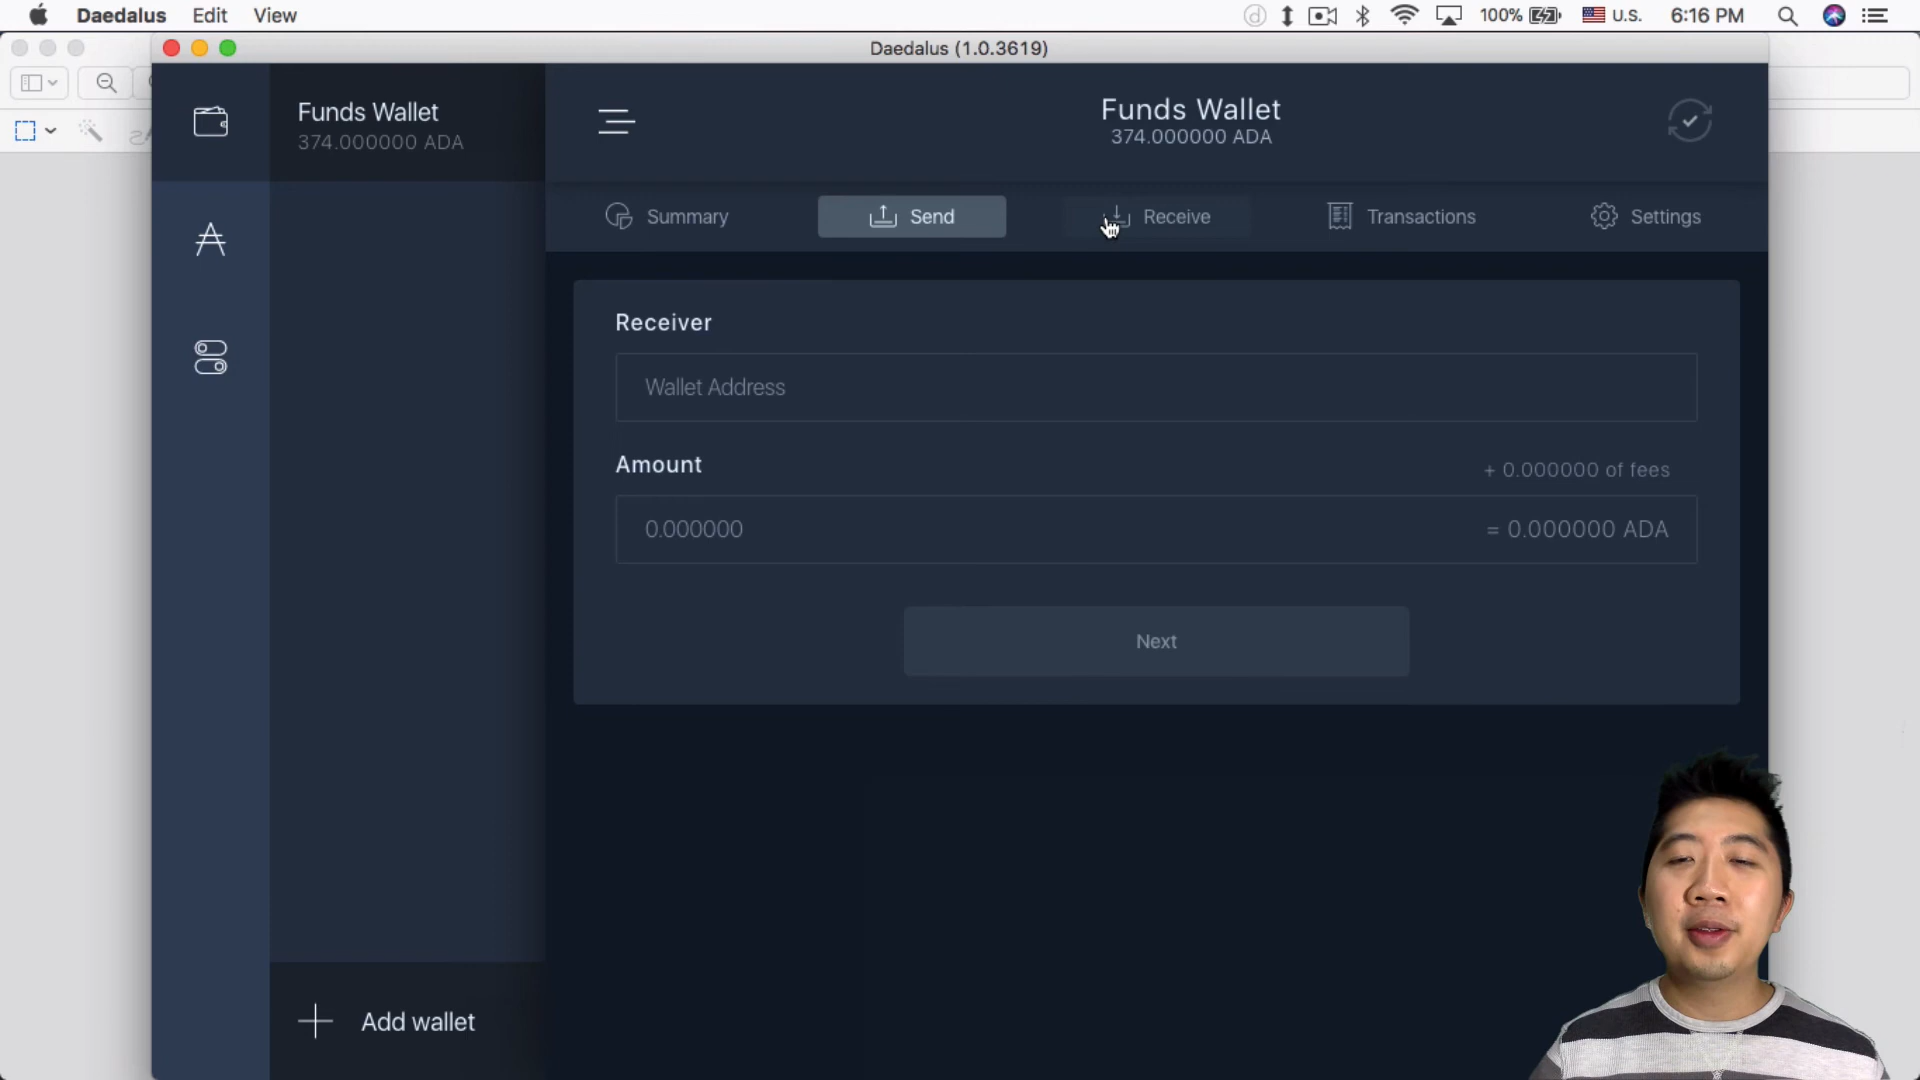 Daedalus Edit View
100% U.S. 6:16 PM
Daedalus (1.0.3619)
Funds Wallet
374.000000 ADA
Funds Wallet
374.000000 ADA
Summary Send Receive Transactions Settings
Receiver
Wallet Address
Amount
+ 0.000000 of fees
0.000000
= 0.000000 ADA
Next
Add wallet